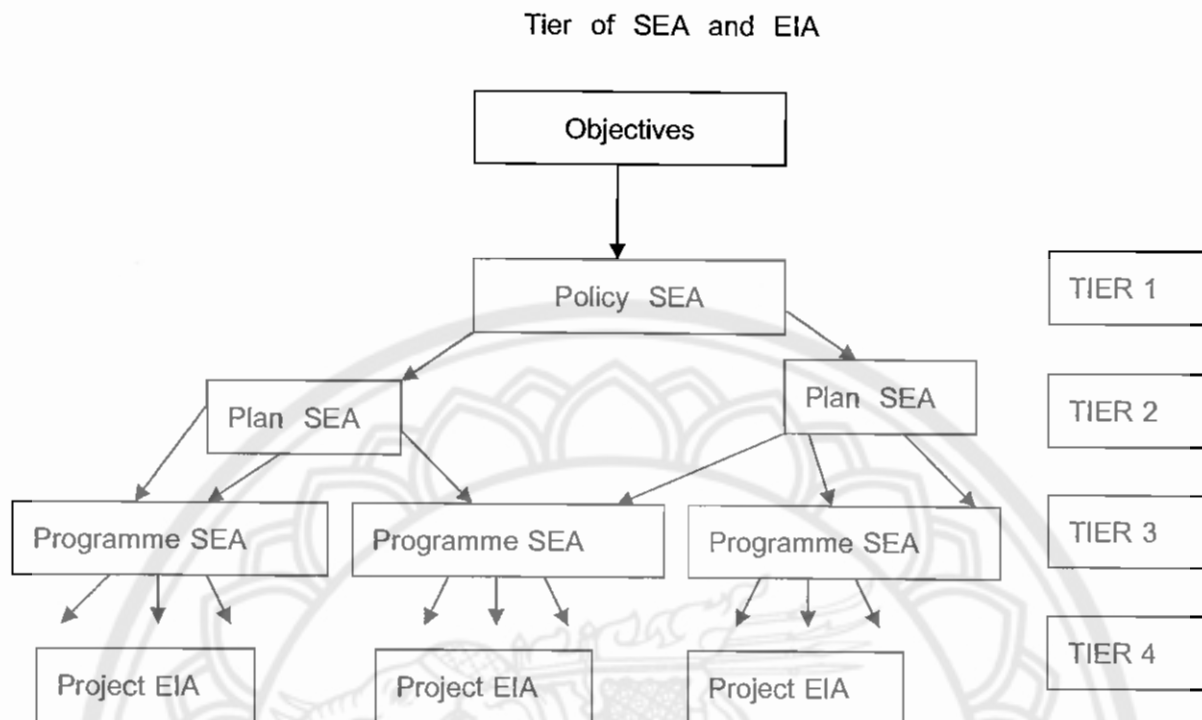 Tier of SEA and EIA
Objectives
Policy SEA
TIER 1
Plan SEA
Plan SEA
TIER 2
Programme SEA
Programme SEA
Programme SEA
TIER 3
Project EIA
Project EIA
Project EIA
TIER 4